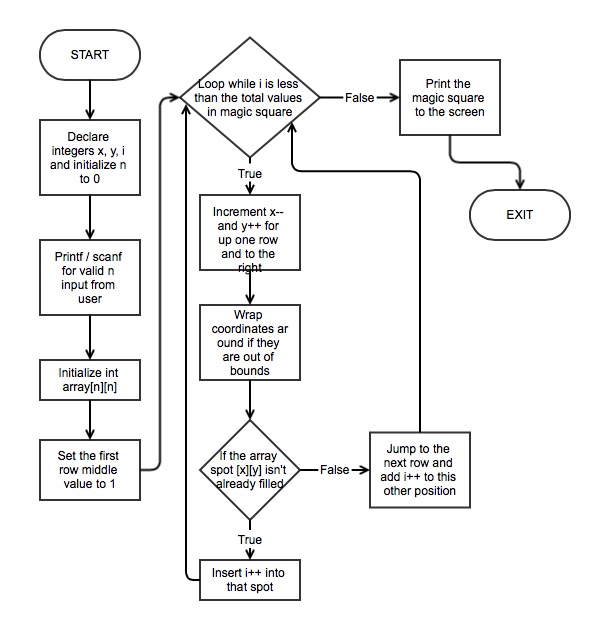 START
Declare
integers x, y, i
and initialize n
to 0
Printf / scanf
for valid n
input from
user
Initialize int
array[n][n]
Set the first
row middle
value to 1
Loop while i is less
than the total values
in magic square
False
Print the
magic square
to the screen
EXIT
True
Increment x--
and y++ for
up one row
and to the
right
Wrap
coordinates ar
ound if they
are out of
bounds
If the array
spot [x][y] isn't
already filled
False
Jump to the
next row and
add i++ to this
other position
True
Insert i++ into
that spot